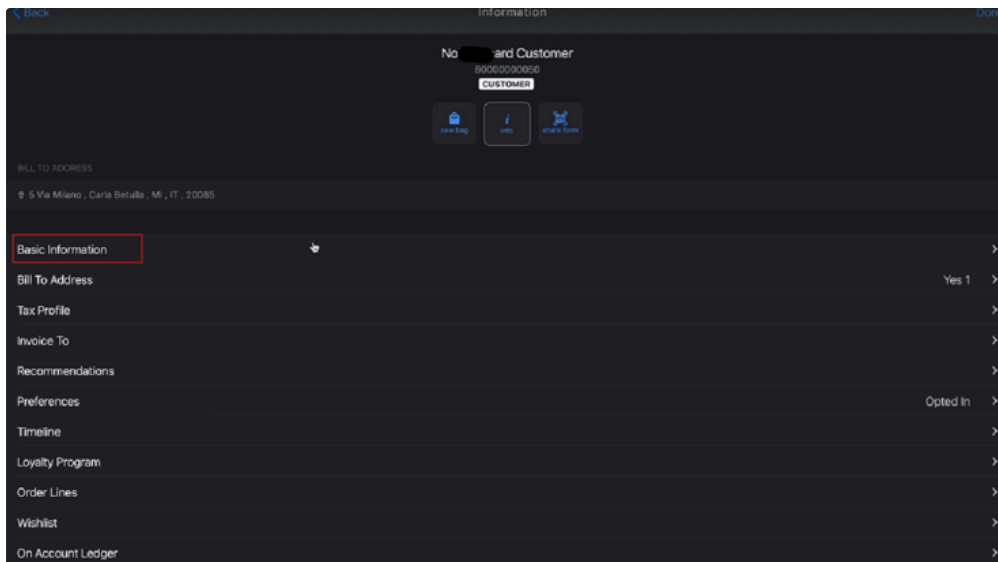 Back
Information
Don
No ard Customer
80000000050
CUSTOMER
new bag
info
share form
BILL TO ADDRESS
5 Via Milano , Carla Betulla , MI , IT , 20085
Basic Information
Bill To Address
Yes 1
Tax Profile
Invoice To
Recommendations
Preferences
Opted In
Timeline
Loyalty Program
Order Lines
Wishlist
On Account Ledger